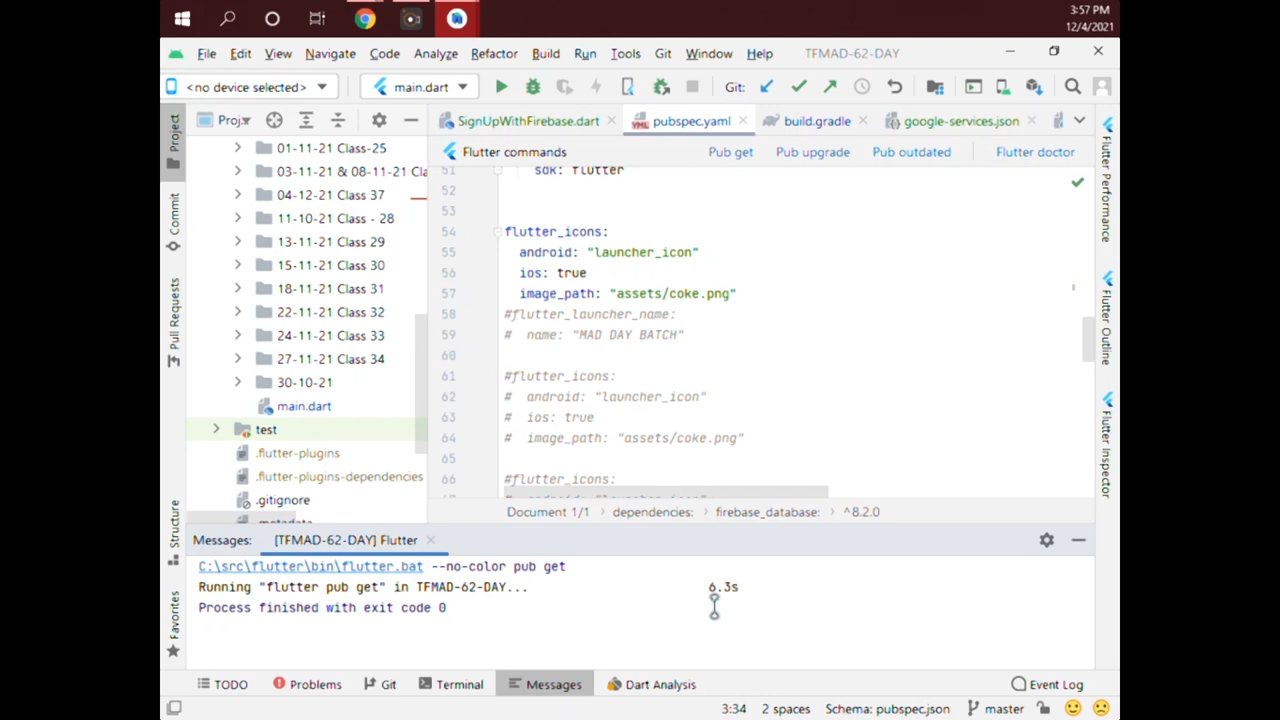 3:57 PM
12/4/2021
File Edit View Navigate Code Analyze Refactor Build Run Tools Git Window Help TFMAD-62-DAY
<no device selected> main.dart Git:
Proj.. SignUpWithFirebase.dart pubspec.yaml build.gradle google-services.json
Flutter commands Pub get Pub upgrade Pub outdated Flutter doctor
Project
Commit
Pull Requests
Structure
Favorites
01-11-21 Class-25
03-11-21 & 08-11-21 Cla
04-12-21 Class 37
11-10-21 Class - 28
13-11-21 Class 29
15-11-21 Class 30
18-11-21 Class 31
22-11-21 Class 32
24-11-21 Class 33
27-11-21 Class 34
30-10-21
main.dart
test
.flutter-plugins
.flutter-plugins-dependencies
.gitignore
.metadata
51 sdk: flutter
52
53
54 flutter_icons:
55 android: "launcher_icon"
56 ios: true
57 image_path: "assets/coke.png"
58 #flutter_launcher_name:
59 # name: "MAD DAY BATCH"
60
61 #flutter_icons:
62 # android: "launcher_icon"
63 # ios: true
64 # image_path: "assets/coke.png"
65
66 #flutter_icons:
67 # android: "launcher_icon"
Document 1/1 dependencies: firebase_database: ^8.2.0
Flutter Performance
Flutter Outline
Flutter Inspector
Messages: [TFMAD-62-DAY] Flutter
C:\src\flutter\bin\flutter.bat --no-color pub get
Running "flutter pub get" in TFMAD-62-DAY... 6.3s
Process finished with exit code 0
TODO Problems Git Terminal Messages Dart Analysis Event Log
3:34 2 spaces Schema: pubspec.json master